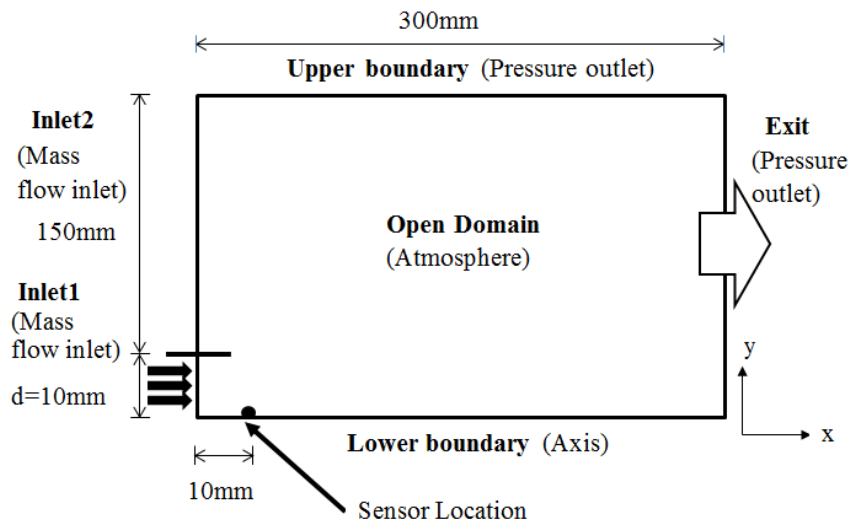 300mm
Upper boundary (Pressure outlet)
Inlet2
(Mass
flow inlet)
150mm
Inlet1
(Mass
flow inlet)
d=10mm
Open Domain
(Atmosphere)
Exit
(Pressure
outlet)
y
x
Lower boundary (Axis)
10mm
Sensor Location